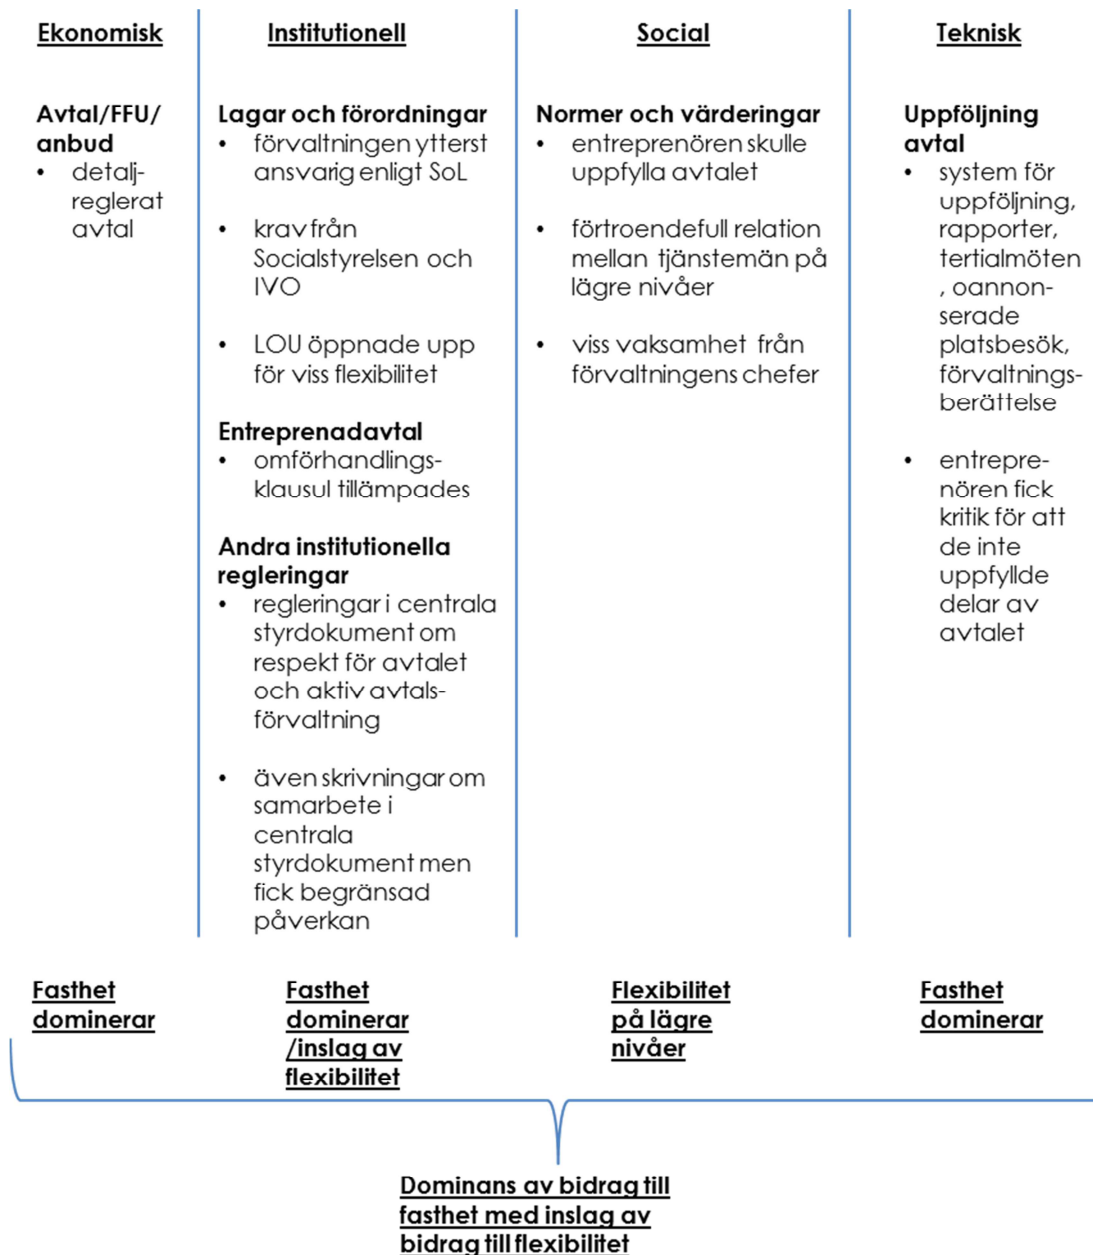 Ekonomisk
Avtal/FFU/
anbud
• detalj-
reglerat
avtal
Fasthet
dominerar
Institutionell
Lagar och förordningar
• förvaltningen ytterst
ansvarig enligt SoL
• krav från
Socialstyrelsen och
IVO
• LOU öppnade upp
för viss flexibilitet
Entreprenadavtal
• omförhandlings-
klausul tillämpades
Andra institutionella
regleringar
• regleringar i centrala
styrdokument om
respekt för avtalet
och aktiv avtals-
förvaltning
• även skrivningar om
samarbete i
centrala
styrdokument men
fick begränsad
påverkan
Fasthet
dominerar
/inslag av
flexibilitet
Social
Normer och värderingar
• entreprenören skulle
uppfylla avtalet
• förtroendefull relation
mellan tjänstemän på
lägre nivåer
• viss vaksamhet från
förvaltningens chefer
Flexibilitet
på lägre
nivåer
Teknisk
Uppföljning
avtal
• system för
uppföljning,
rapporter,
tertialmöten
, oannon-
serade
platsbesök,
förvaltnings-
berättelse
• entrepre-
nören fick
kritik för att
de inte
uppfyllde
delar av
avtalet
Fasthet
dominerar
Dominans av bidrag till
fasthet med inslag av
bidrag till flexibilitet